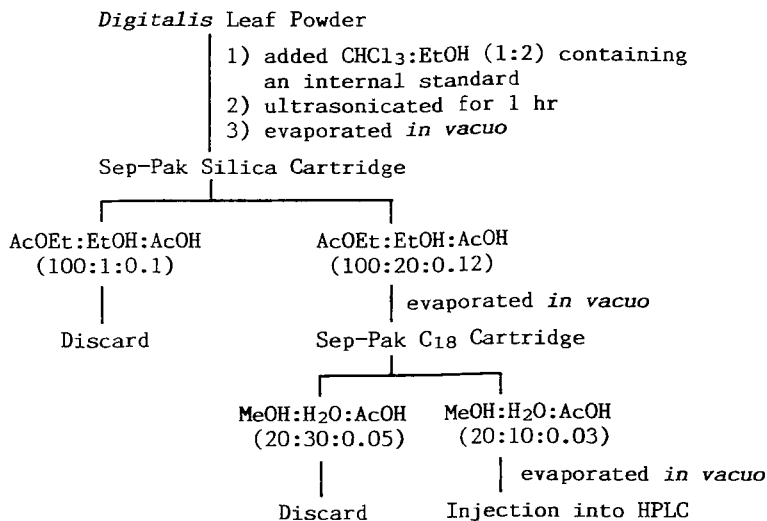 Digitalis Leaf Powder
1) added CHCl3:EtOH (1:2) containing
an internal standard
2) ultrasonicated for 1 hr
3) evaporated in vacuo
Sep-Pak Silica Cartridge
AcOEt:EtOH:AcOH AcOEt:EtOH:AcOH
(100:1:0.1) (100:20:0.12)
evaporated in vacuo
Discard Sep-Pak C18 Cartridge
MeOH:H2O:AcOH MeOH:H2O:AcOH
(20:30:0.05) (20:10:0.03)
evaporated in vacuo
Discard Injection into HPLC